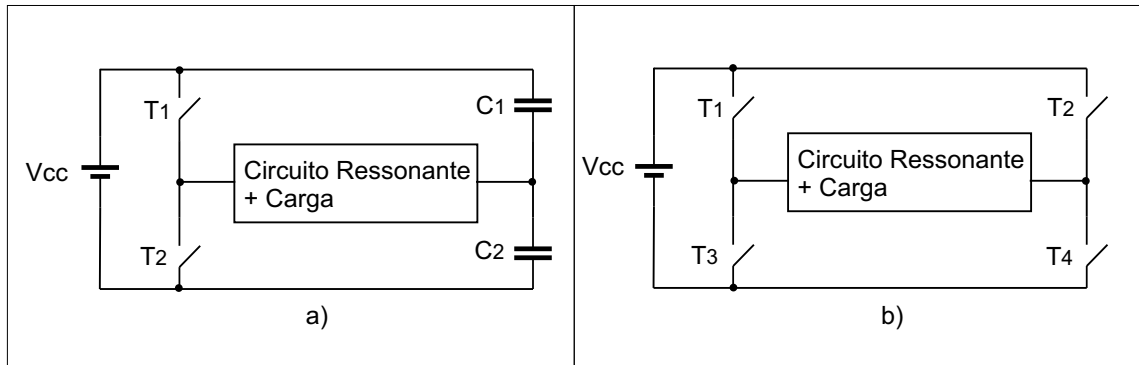 T1
C1
Vcc
Circuito Ressonante
+ Carga
T2
C2
a)
T1
T2
Vcc
Circuito Ressonante
+ Carga
T3
T4
b)